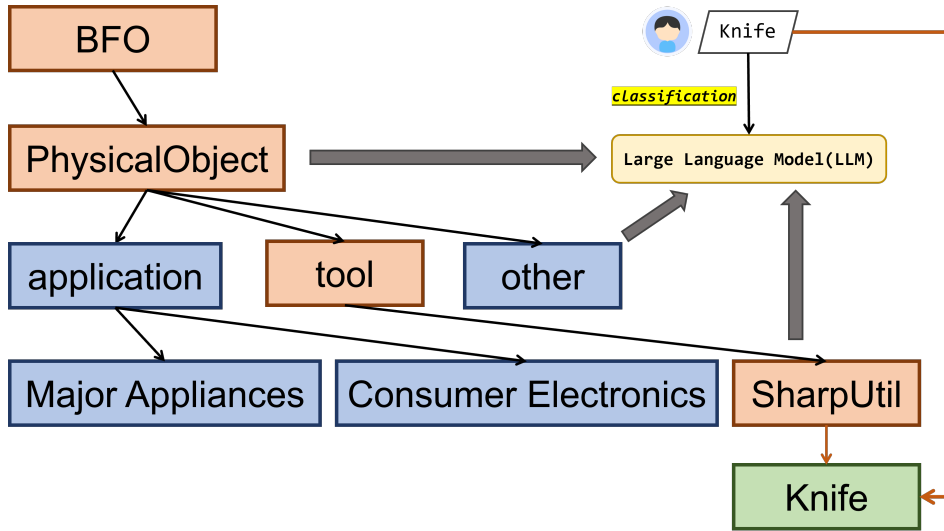 BFO
Knife
classification
PhysicalObject
Large Language Model(LLM)
application
tool
other
Major Appliances
Consumer Electronics
SharpUtil
Knife